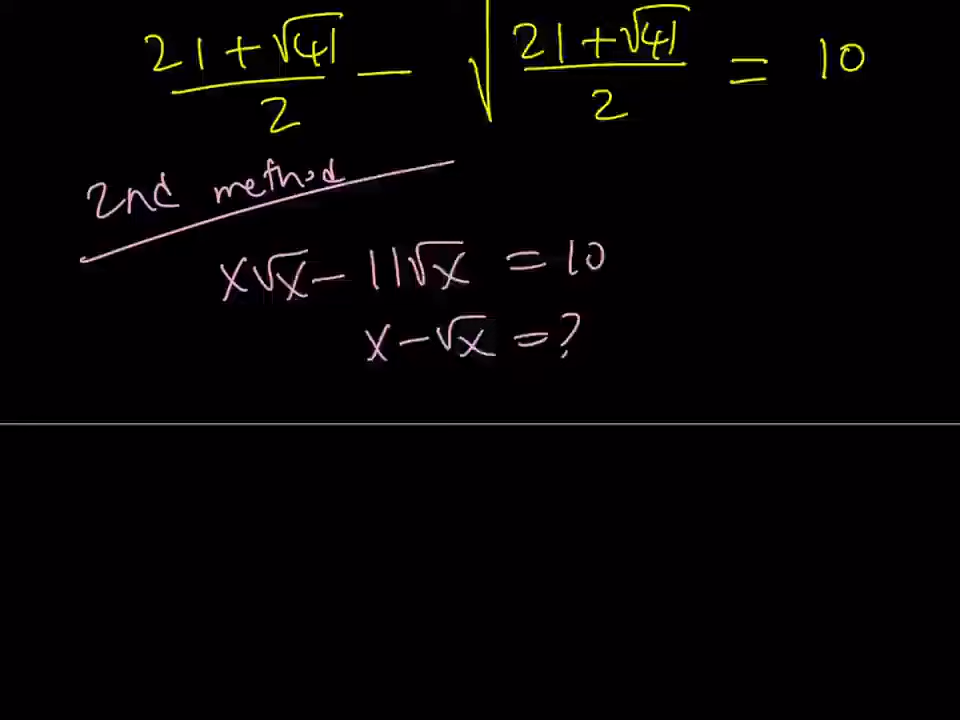 21 + √41 / 2 − √(21 + √41 / 2) = 10
2nd method
x√x − 11√x = 10
x − √x = ?